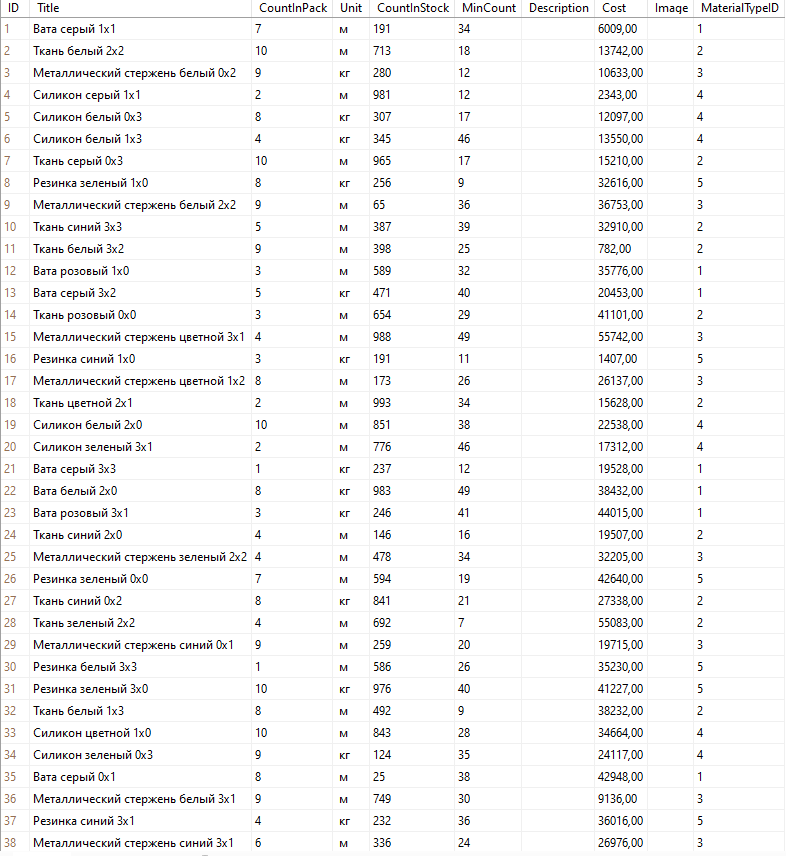 ID Title CountInPack Unit CountInStock MinCount Description Cost Image MaterialTypeID
1 Вата серый 1x1 7 м 191 34 6009,00 1
2 Ткань белый 2x2 10 м 713 18 13742,00 2
3 Металлический стержень белый 0x2 9 кг 280 12 10633,00 3
4 Силикон серый 1x1 2 м 981 12 2343,00 4
5 Силикон белый 0x3 8 кг 307 17 12097,00 4
6 Силикон белый 1x3 4 кг 345 46 13550,00 4
7 Ткань серый 0x3 10 м 965 17 15210,00 2
8 Резинка зеленый 1x0 8 кг 256 9 32616,00 5
9 Металлический стержень белый 2x2 9 м 65 36 36753,00 3
10 Ткань синий 3x3 5 м 387 39 32910,00 2
11 Ткань белый 3x2 9 м 398 25 782,00 2
12 Вата розовый 1x0 3 м 589 32 35776,00 1
13 Вата серый 3x2 5 кг 471 40 20453,00 1
14 Ткань розовый 0x0 3 м 654 29 41101,00 2
15 Металлический стержень цветной 3x1 4 м 988 49 55742,00 3
16 Резинка синий 1x0 3 кг 191 11 1407,00 5
17 Металлический стержень цветной 1x2 8 м 173 26 26137,00 3
18 Ткань цветной 2x1 2 м 993 34 15628,00 2
19 Силикон белый 2x0 10 м 851 38 22538,00 4
20 Силикон зеленый 3x1 2 м 776 46 17312,00 4
21 Вата серый 3x3 1 кг 237 12 19528,00 1
22 Вата белый 2x0 8 кг 983 49 38432,00 1
23 Вата розовый 3x1 3 кг 246 41 44015,00 1
24 Ткань синий 2x0 4 м 146 16 19507,00 2
25 Металлический стержень зеленый 2x2 4 м 478 34 32205,00 3
26 Резинка зеленый 0x0 7 м 594 19 42640,00 5
27 Ткань синий 0x2 8 кг 841 21 27338,00 2
28 Ткань зеленый 2x2 4 м 692 7 55083,00 2
29 Металлический стержень синий 0x1 9 м 259 20 19715,00 3
30 Резинка белый 3x3 1 м 586 26 35230,00 5
31 Резинка зеленый 3x0 10 кг 976 40 41227,00 5
32 Ткань белый 1x3 8 м 492 9 38232,00 2
33 Силикон цветной 1x0 10 м 843 28 34664,00 4
34 Силикон зеленый 0x3 9 кг 124 35 24117,00 4
35 Вата серый 0x1 8 м 25 38 42948,00 1
36 Металлический стержень белый 3x1 9 м 749 30 9136,00 3
37 Резинка синий 3x1 4 кг 232 36 36016,00 5
38 Металлический стержень синий 3x1 6 м 336 24 26976,00 3